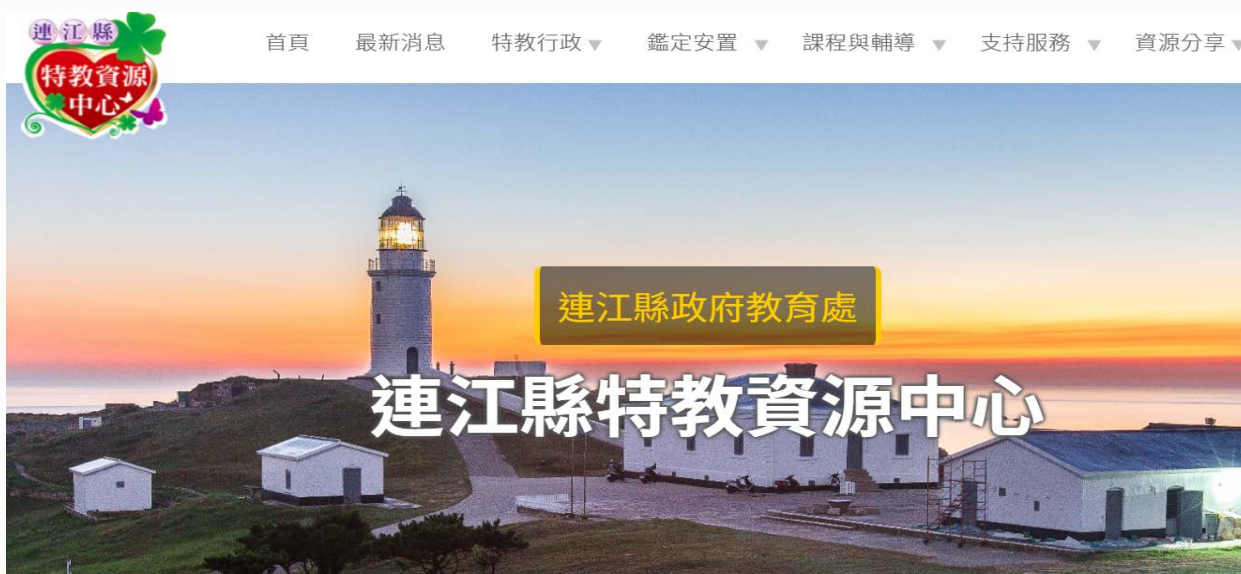 連江縣
特教資源
中心
首頁 最新消息 特教行政▼ 鑑定安置 ▼ 課程與輔導 ▼ 支持服務 ▼ 資源分享▼
連江縣政府教育處
連江縣特教資源中心